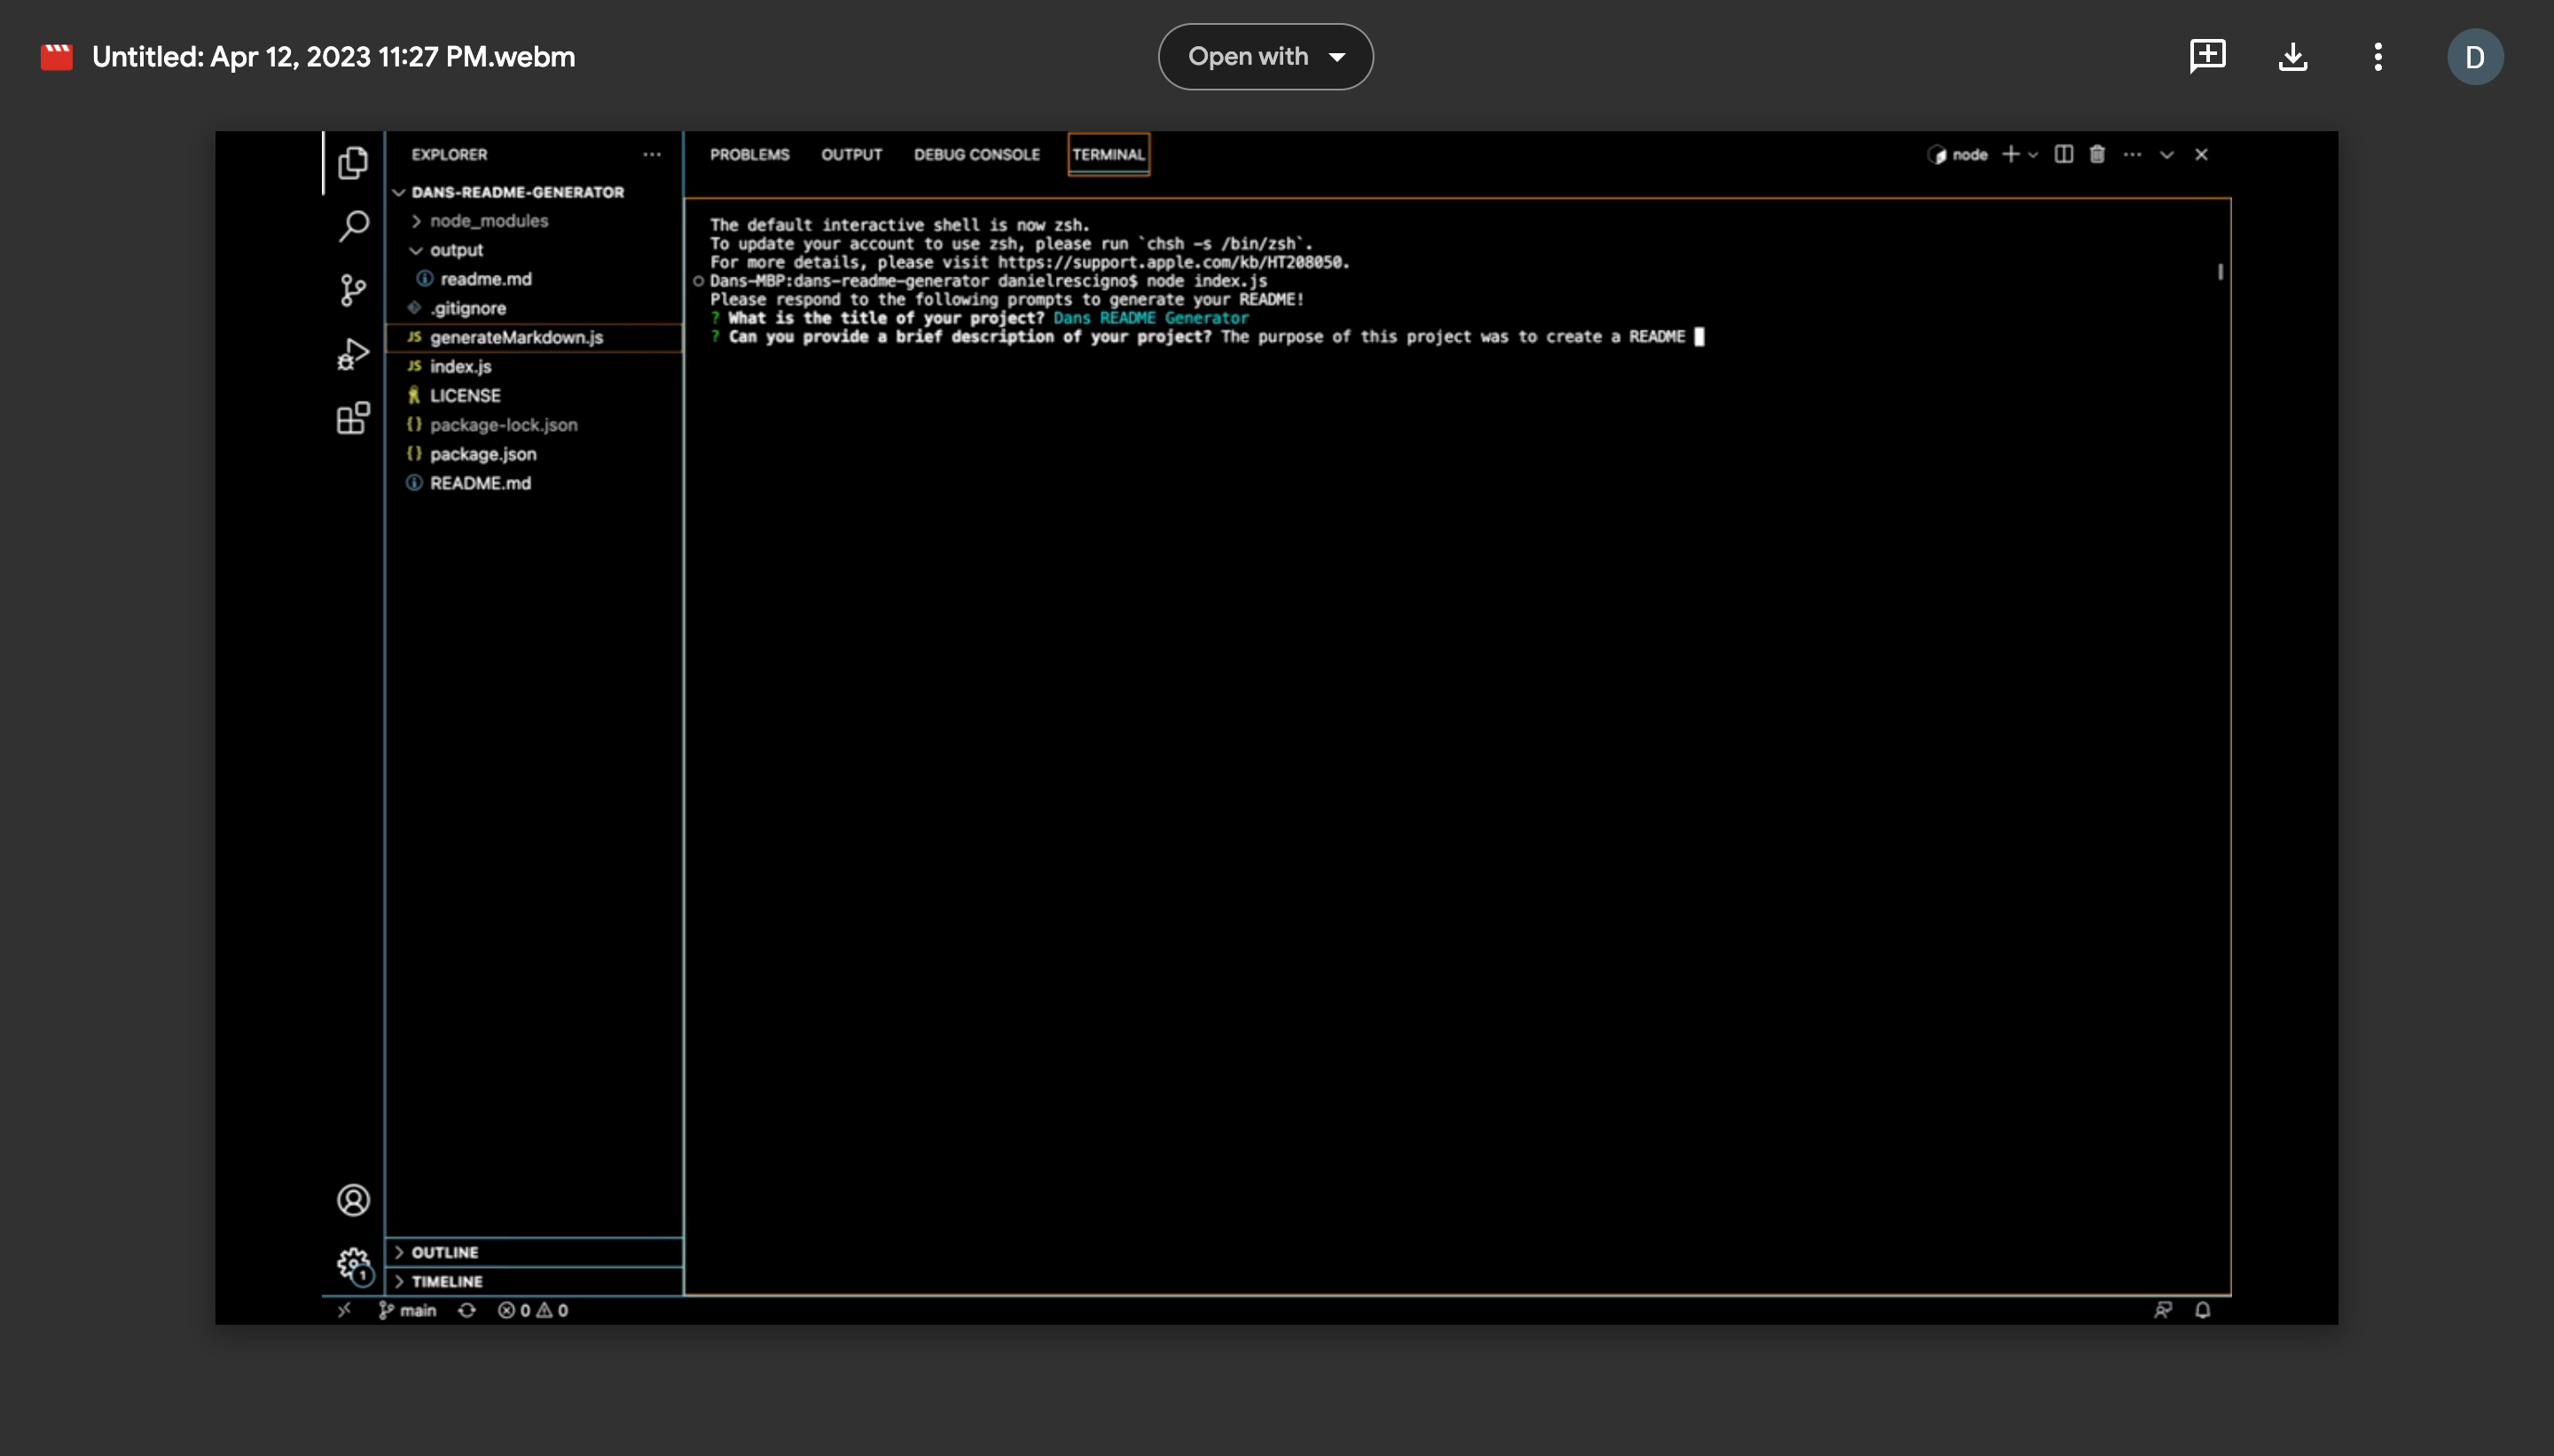 Untitled: Apr 12, 2023 11:27 PM.webm
Open with
D
EXPLORER
DANS-README-GENERATOR
node_modules
output
readme.md
.gitignore
JS generateMarkdown.js
JS index.js
LICENSE
{} package-lock.json
{} package.json
README.md
OUTLINE
TIMELINE
PROBLEMS OUTPUT DEBUG CONSOLE TERMINAL
node
The default interactive shell is now zsh.
To update your account to use zsh, please run `chsh -s /bin/zsh`.
For more details, please visit https://support.apple.com/kb/HT208050.
Dans-MBP:dans-readme-generator danielrescigno$ node index.js
Please respond to the following prompts to generate your README!
? What is the title of your project? Dans README Generator
? Can you provide a brief description of your project? The purpose of this project was to create a README
1
main 0 0